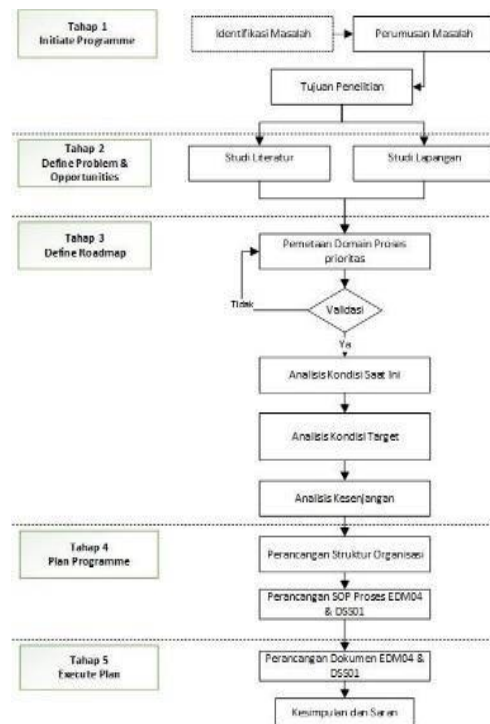 Tahap 1
Initiate Programme
Identifikasi Masalah
Perumusan Masalah
Tujuan Penelitian
Tahap 2
Define Problem &
Opportunities
Studi Literatur
Studi Lapangan
Tahap 3
Define Roadmap
Pemetaan Domain Proses
prioritas
Tidak
Validasi
Ya
Analisis Kondisi Saat Ini
Analisis Kondisi Target
Analisis Kesenjangan
Tahap 4
Plan Programme
Perancangan Struktur Organisasi
Perancangan SOP Proses EDM04
& DSS01
Tahap 5
Execute Plan
Perancangan Dokumen EDM04 &
DSS01
Kesimpulan dan Saran